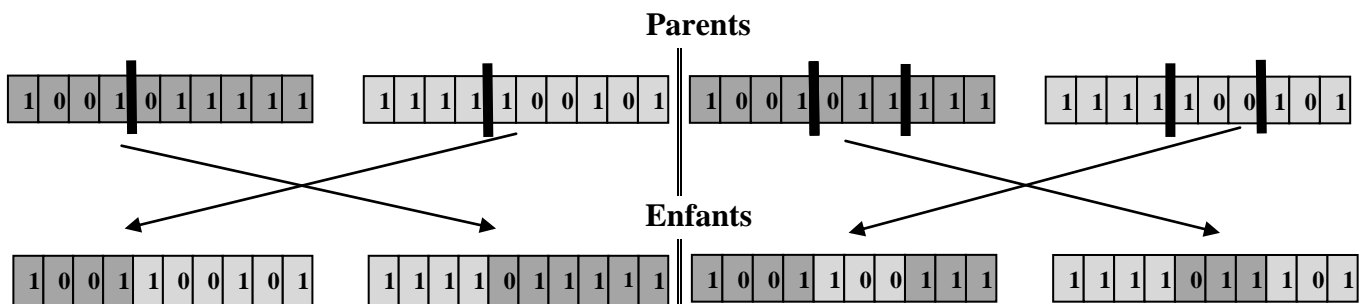 Parents
1 0 0 1 0 1 1 1 1 1
1 1 1 1 1 0 0 1 0 1
1 0 0 1 0 1 1 1 1 1
1 1 1 1 1 0 0 1 0 1
Enfants
1 0 0 1 1 0 0 1 0 1
1 1 1 1 0 1 1 1 1 1
1 0 0 1 1 0 0 1 1 1
1 1 1 1 0 1 1 1 0 1